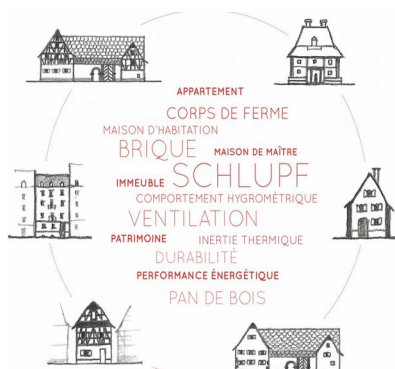 APPARTEMENT
CORPS DE FERME
MAISON D'HABITATION
BRIQUE MAISON DE MAÎTRE
IMMEUBLE SCHLUPF
COMPORTEMENT HYGROMÉTRIQUE
VENTILATION
PATRIMOINE INERTIE THERMIQUE
DURABILITÉ
PERFORMANCE ÉNERGÉTIQUE
PAN DE BOIS